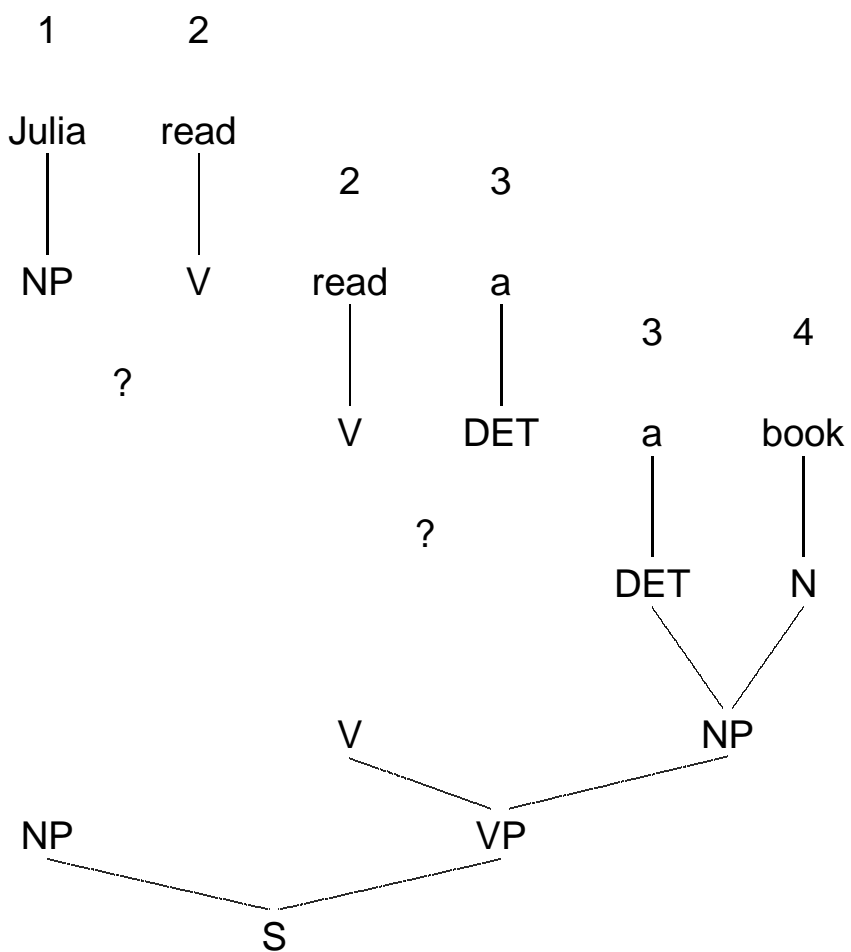 1 2
Julia read
2 3
NP V read a
3 4
?
V DET a book
?
DET N
V NP
NP VP
S